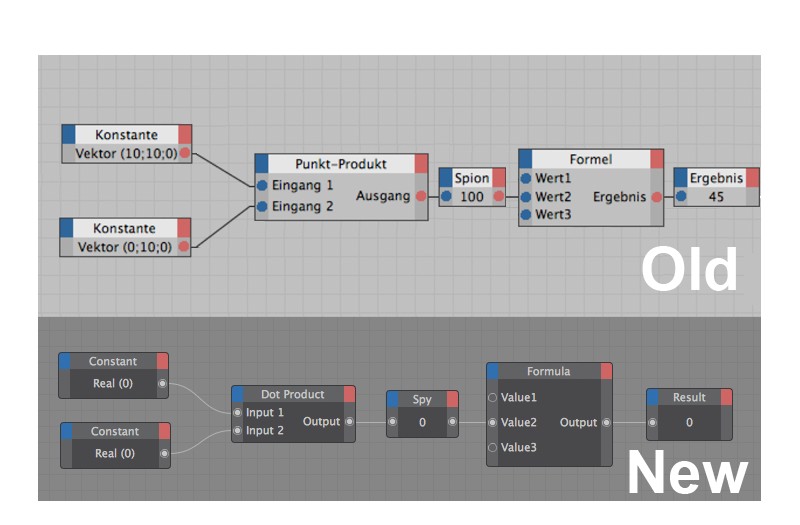 Konstante
Vektor (10;10;0)
Konstante
Vektor (0;10;0)
Punkt-Produkt
Eingang 1
Eingang 2
Ausgang
Spion
100
Formel
Wert1
Wert2
Wert3
Ergebnis
Ergebnis
45
Old
Constant
Real (0)
Constant
Real (0)
Dot Product
Input 1
Input 2
Output
Spy
0
Formula
Value1
Value2
Value3
Output
Result
0
New